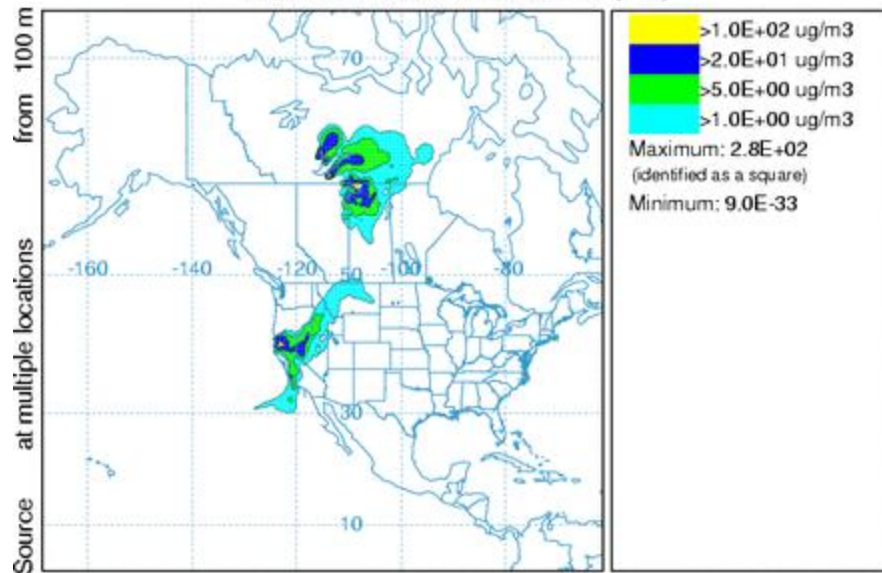 >1.0E+02 ug/m3
>2.0E+01 ug/m3
>5.0E+00 ug/m3
>1.0E+00 ug/m3
Maximum: 2.8E+02
(identified as a square)
Minimum: 9.0E-33
Source at multiple locations from 100 m
70
-160 -140 -120 -100 -80
50
30
10